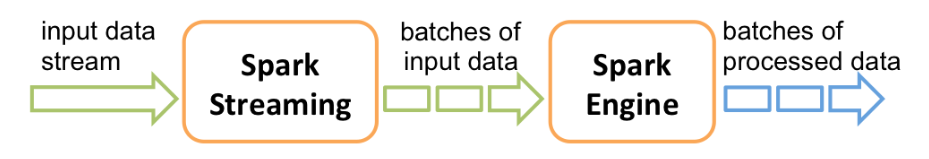 input data
stream
Spark
Streaming
batches of
input data
Spark
Engine
batches of
processed data